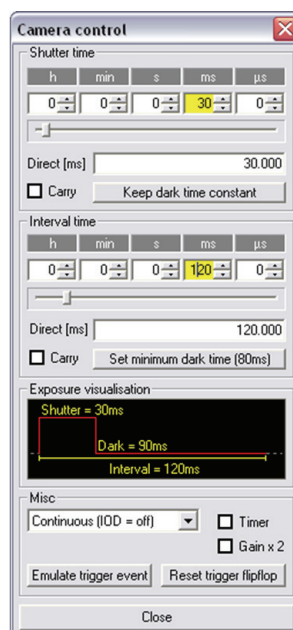 Camera control
Shutter time
h min s ms µs
0 0 0 30 0
Direct [ms] 30.000
Carry Keep dark time constant
Interval time
h min s ms µs
0 0 0 120 0
Direct [ms] 120.000
Carry Set minimum dark time (80ms)
Exposure visualisation
Shutter = 30ms
Dark = 90ms
Interval = 120ms
Misc
Continuous (IOD = off) Timer
Gain x 2
Emulate trigger event Reset trigger flipflop
Close